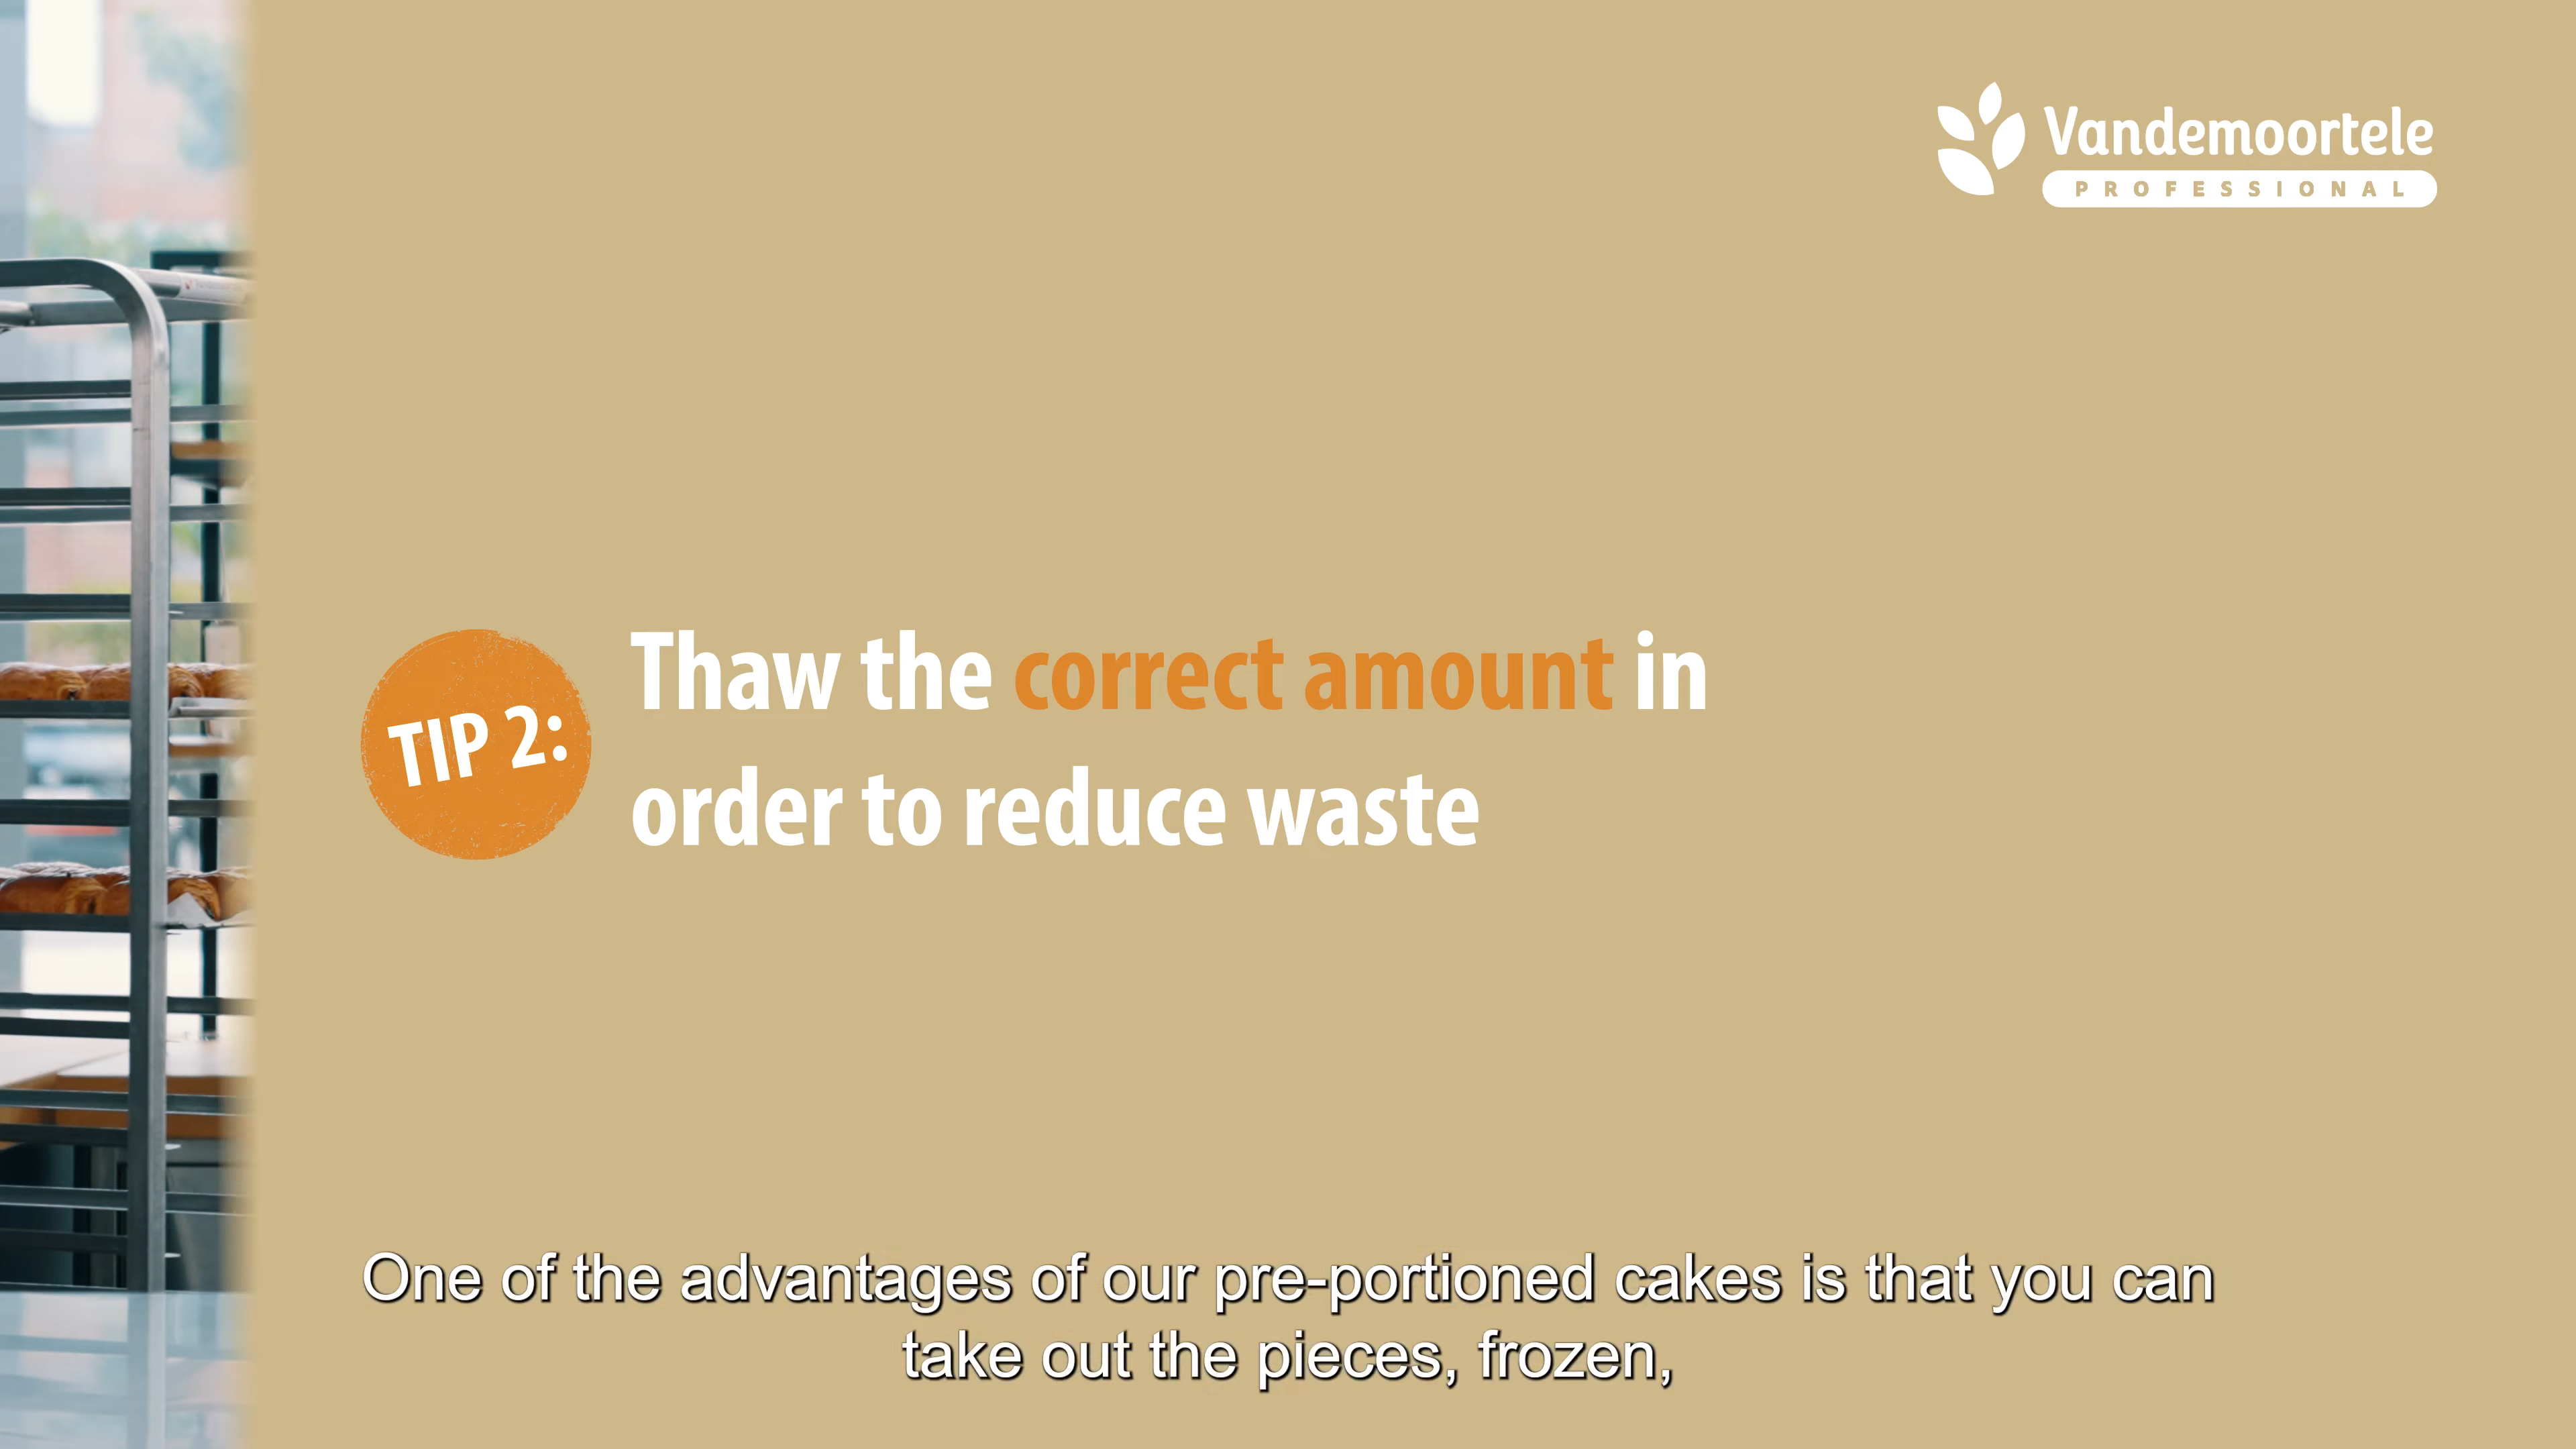 Vandemoortele
PROFESSIONAL
TIP 2:
Thaw the correct amount in
order to reduce waste
One of the advantages of our pre-portioned cakes is that you can
take out the pieces, frozen,